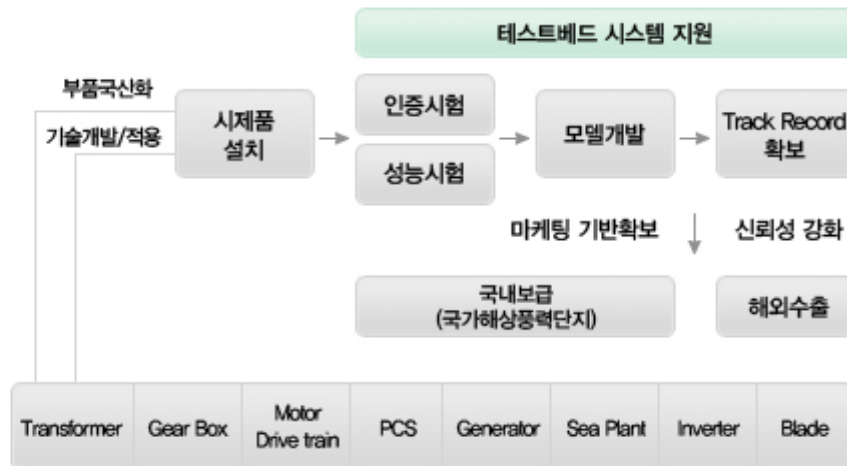 테스트베드 시스템 지원
부품국산화
기술개발/적용
시제품
설치
인증시험
성능시험
모델개발
Track Record
확보
마케팅 기반확보
신뢰성 강화
국내보급
(국가해상풍력단지)
해외수출
Transformer
Gear Box
Motor
Drive train
PCS
Generator
Sea Plant
Inverter
Blade